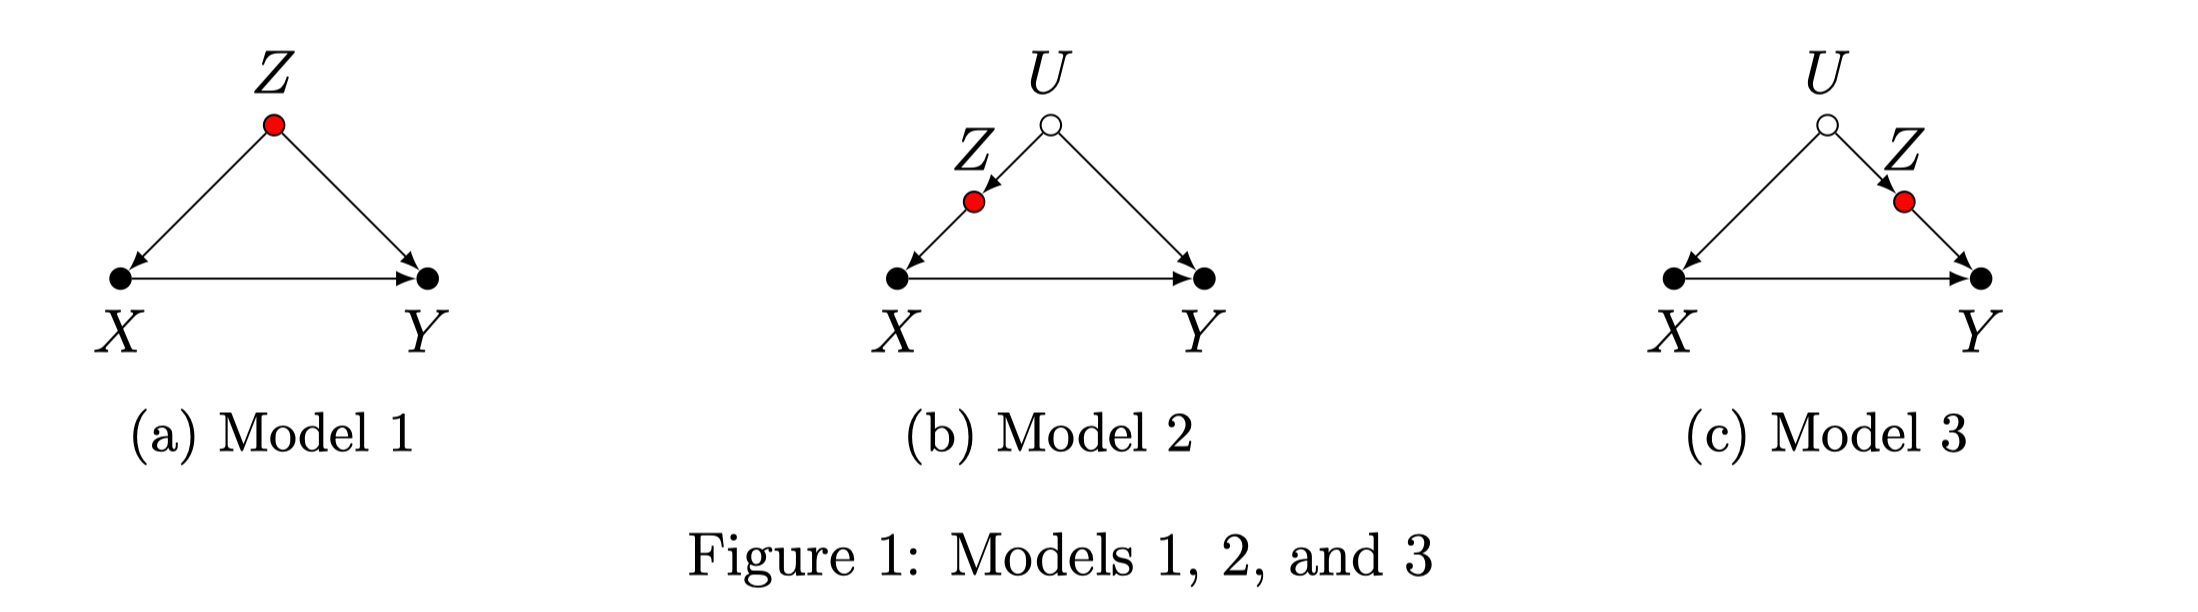 Z U U
Z Z
X Y X Y X Y
(a) Model 1 (b) Model 2 (c) Model 3
Figure 1: Models 1, 2, and 3